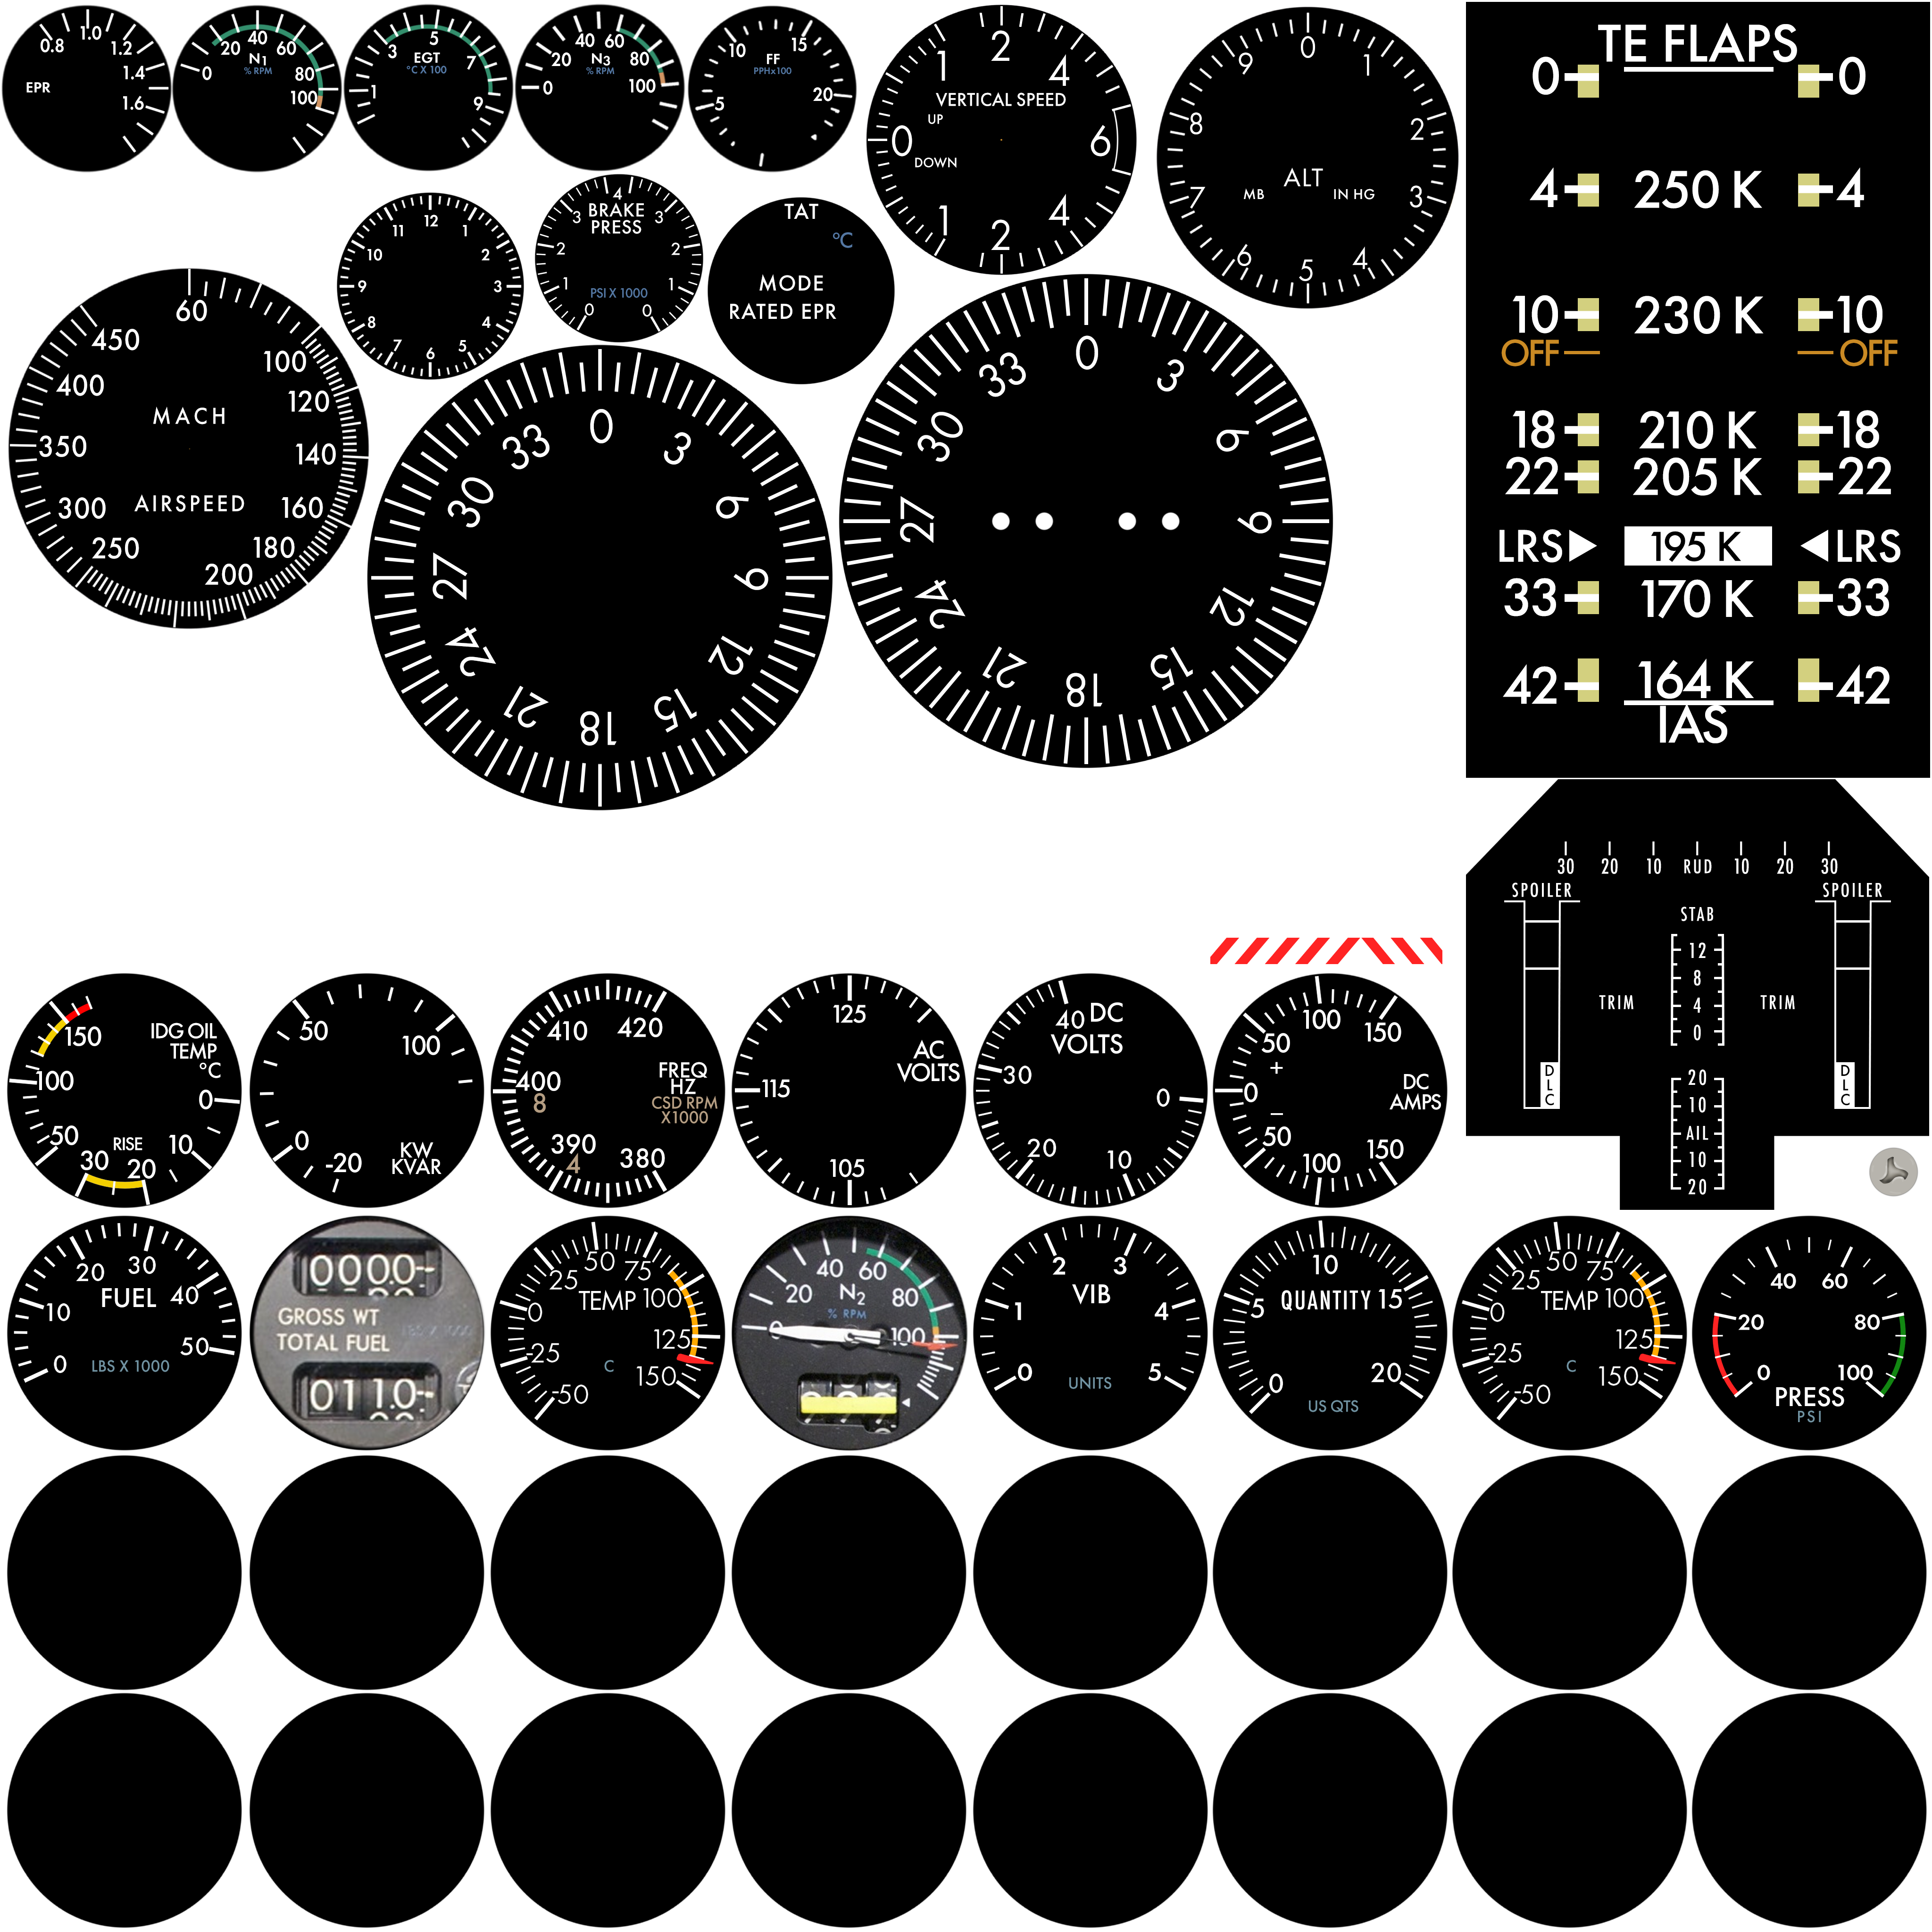 0.8 1.0 1.2 1.4 1.6
EPR
0 20 40 60 80 100
N1
% RPM
1 3 5 7 9
EGT
°C X 100
0 20 40 60 80 100
N3
% RPM
5 10 15 20
FF
PPHx100
0 1 2 4 6 4 2 1
VERTICAL SPEED
UP
DOWN
0 1 2 3 4 5 6 7 8 9
ALT
MB IN HG
TE FLAPS
0 0
4 250 K 4
10 230 K 10
OFF OFF
18 210 K 18
22 205 K 22
LRS 195 K LRS
33 170 K 33
42 164 K 42
IAS
12 1 2 3 4 5 6 7 8 9 10 11
0 1 2 3 4 3 2 1 0
BRAKE
PRESS
PSI X 1000
TAT
°C
MODE
RATED EPR
60 100 120 140 160 180 200 250 300 350 400 450
MACH
AIRSPEED
0 3 6 9 12 15 18 21 24 27 30 33
0 3 6 9 12 15 18 21 24 27 30 33
30 20 10 RUD 10 20 30
SPOILER SPOILER
STAB
12
8
TRIM 4 TRIM
0
DLC DLC
20
10
AIL
10
20
150 100 50 30 20 10 0
IDG OIL
TEMP
°C
RISE
-20 0 50 100
KW
KVAR
380 390 400 410 420
4 8
FREQ
HZ
CSD RPM
X1000
105 115 125
AC
VOLTS
0 10 20 30 40
DC
VOLTS
150 100 50 0 50 100 150
+
−
DC
AMPS
0 10 20 30 40 50
FUEL
LBS X 1000
000.0
GROSS WT
TOTAL FUEL
011.0
-50 -25 0 25 50 75 100 125 150
TEMP
C
0 20 40 60 80 100
N2
% RPM
0 1 2 3 4 5
VIB
UNITS
0 5 10 15 20
QUANTITY
US QTS
-50 -25 0 25 50 75 100 125 150
TEMP
C
0 20 40 60 80 100
PRESS
PSI